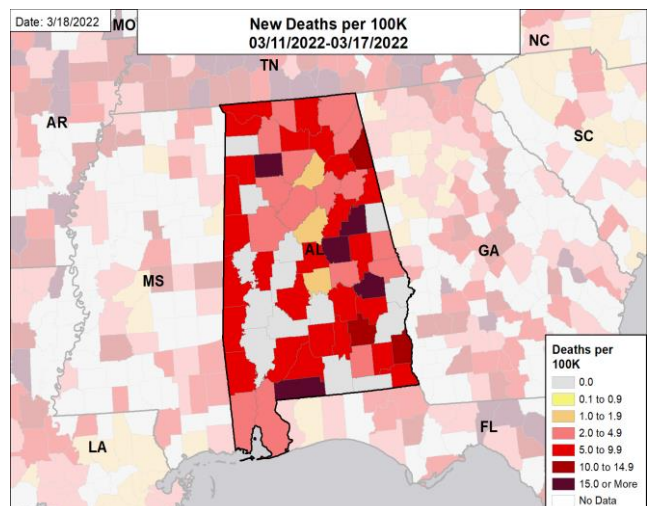 Date: 3/18/2022
New Deaths per 100K
03/11/2022-03/17/2022
MO
NC
TN
AR
SC
AL
MS
GA
LA
FL
Deaths per
100K
0.0
0.1 to 0.9
1.0 to 1.9
2.0 to 4.9
5.0 to 9.9
10.0 to 14.9
15.0 or More
No Data